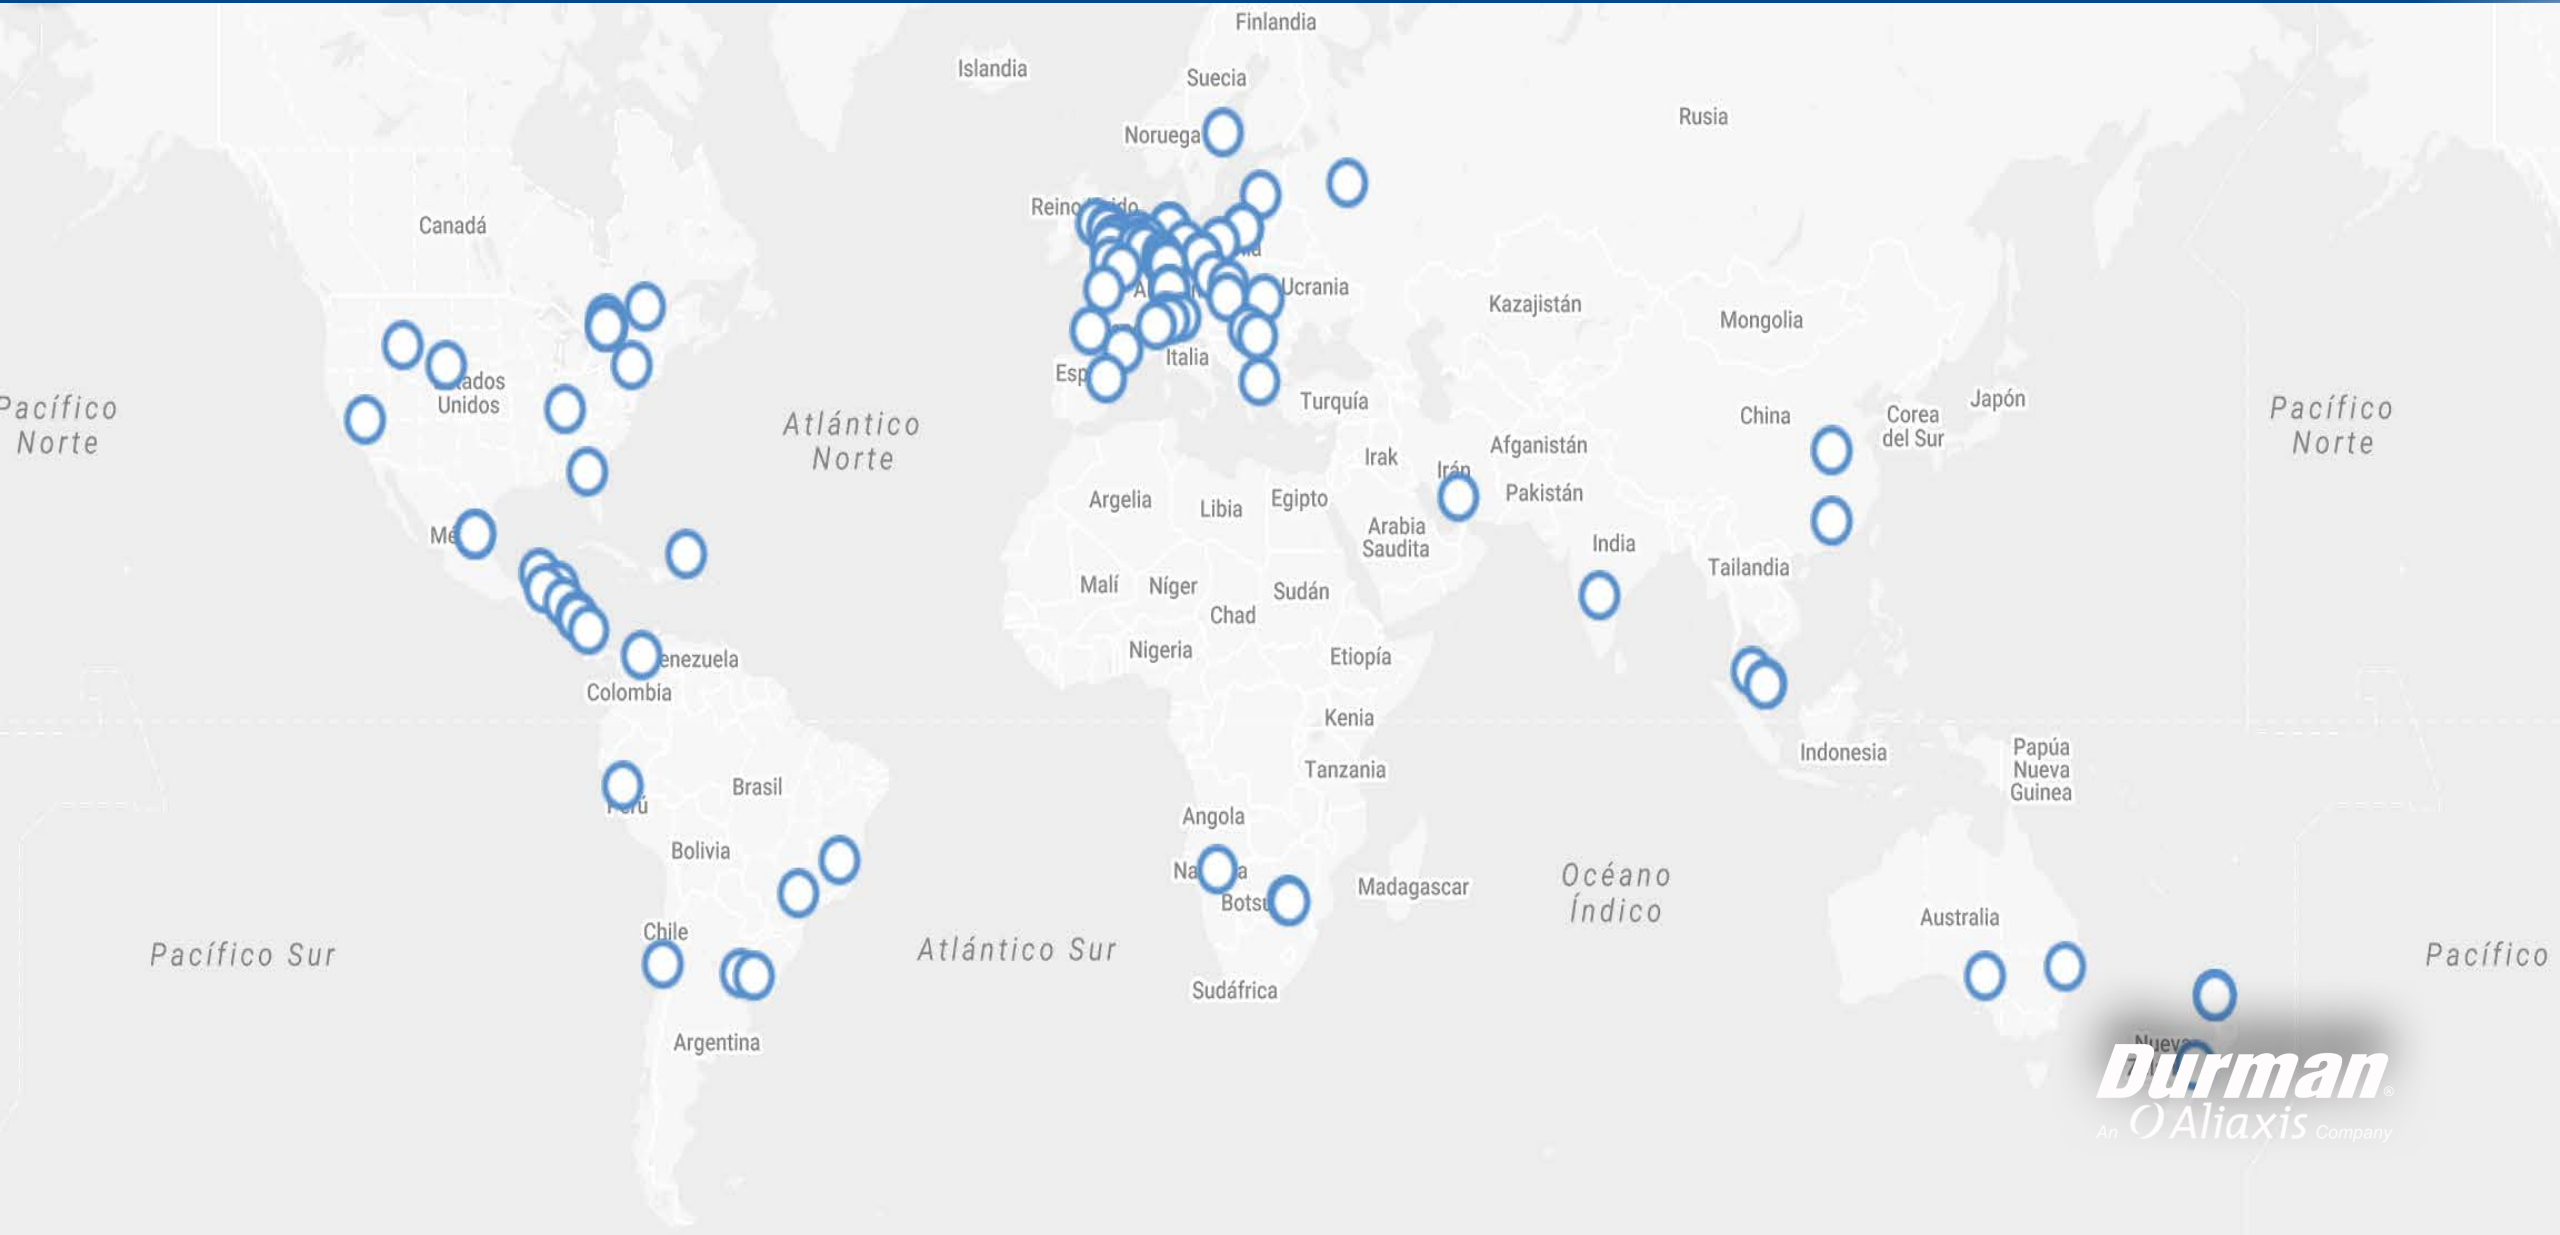 Finlandia
Islandia
Suecia
Rusia
Noruega
Canadá
Ucrania
Kazajistán
Mongolia
Italia
Unidos
Turquía
Japón
China
Corea
del Sur
Pacífico
Norte
Atlántico
Norte
Pacífico
Norte
Afganistán
Irak
Irán
Pakistán
Argelia
Libia
Egipto
Arabia
Saudita
India
Tailandia
Malí
Níger
Sudán
Chad
Nigeria
Etiopía
Colombia
Kenia
Indonesia
Papúa
Nueva
Guinea
Tanzania
Brasil
Angola
Bolivia
Madagascar
Océano
Índico
Australia
Chile
Pacífico Sur
Atlántico Sur
Pacífico
Sudáfrica
Argentina
Nueva
Durman®
An Aliaxis Company